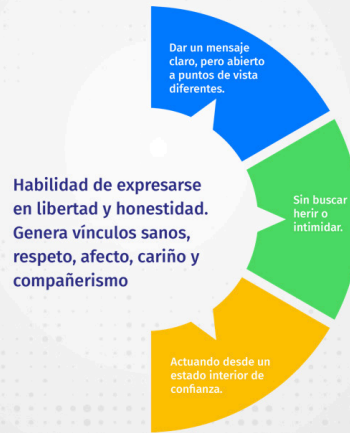 Dar un mensaje
claro, pero abierto
a puntos de vista
diferentes.
Habilidad de expresarse
en libertad y honestidad.
Genera vínculos sanos,
respeto, afecto, cariño y
compañerismo
Sin buscar
herir o
intimidar.
Actuando desde un
estado interior de
confianza.